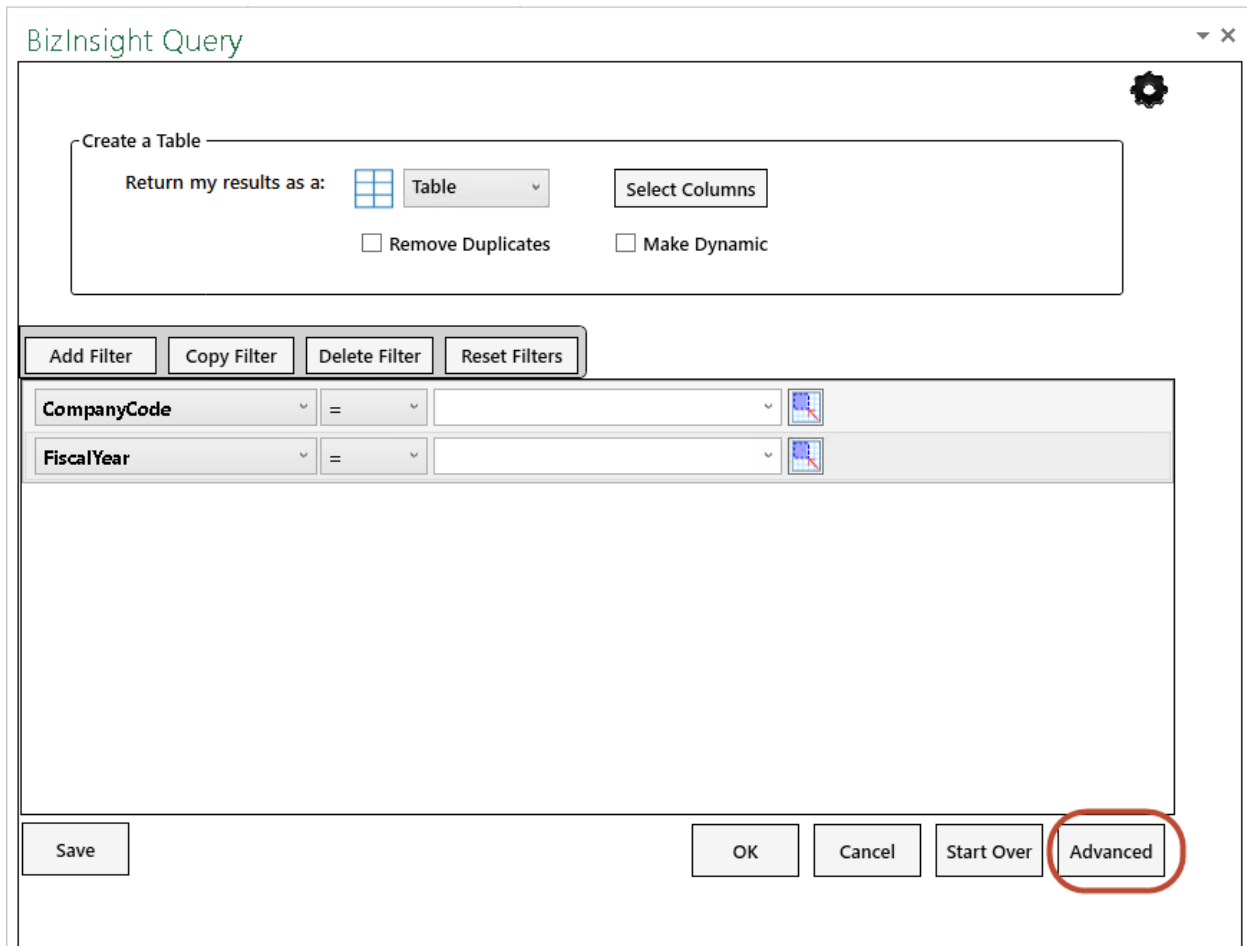 BizInsight Query
Create a Table
Return my results as a: Table Select Columns
Remove Duplicates Make Dynamic
Add Filter Copy Filter Delete Filter Reset Filters
CompanyCode =
FiscalYear =
Save OK Cancel Start Over Advanced